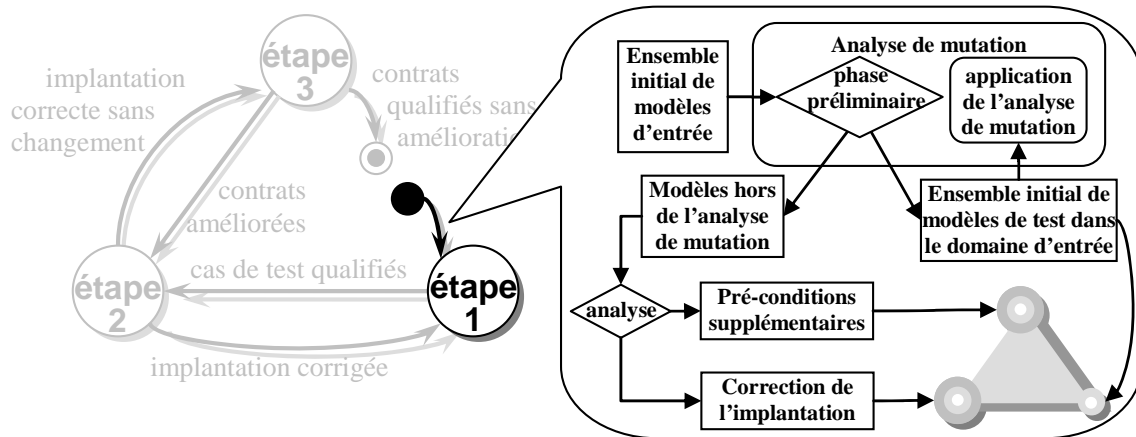 étape
3
implantation
correcte sans
changement
contrats
qualifiés sans
amélioratio
contrats
améliorées
cas de test qualifiés
étape
2
étape
1
implantation corrigée
Ensemble
initial de
modèles
d'entrée
Analyse de mutation
phase
préliminaire
application
de l'analyse
de mutation
Modèles hors
de l'analyse
de mutation
Ensemble initial de
modèles de test dans
le domaine d'entrée
analyse
Pré-conditions
supplémentaires
Correction de
l'implantation